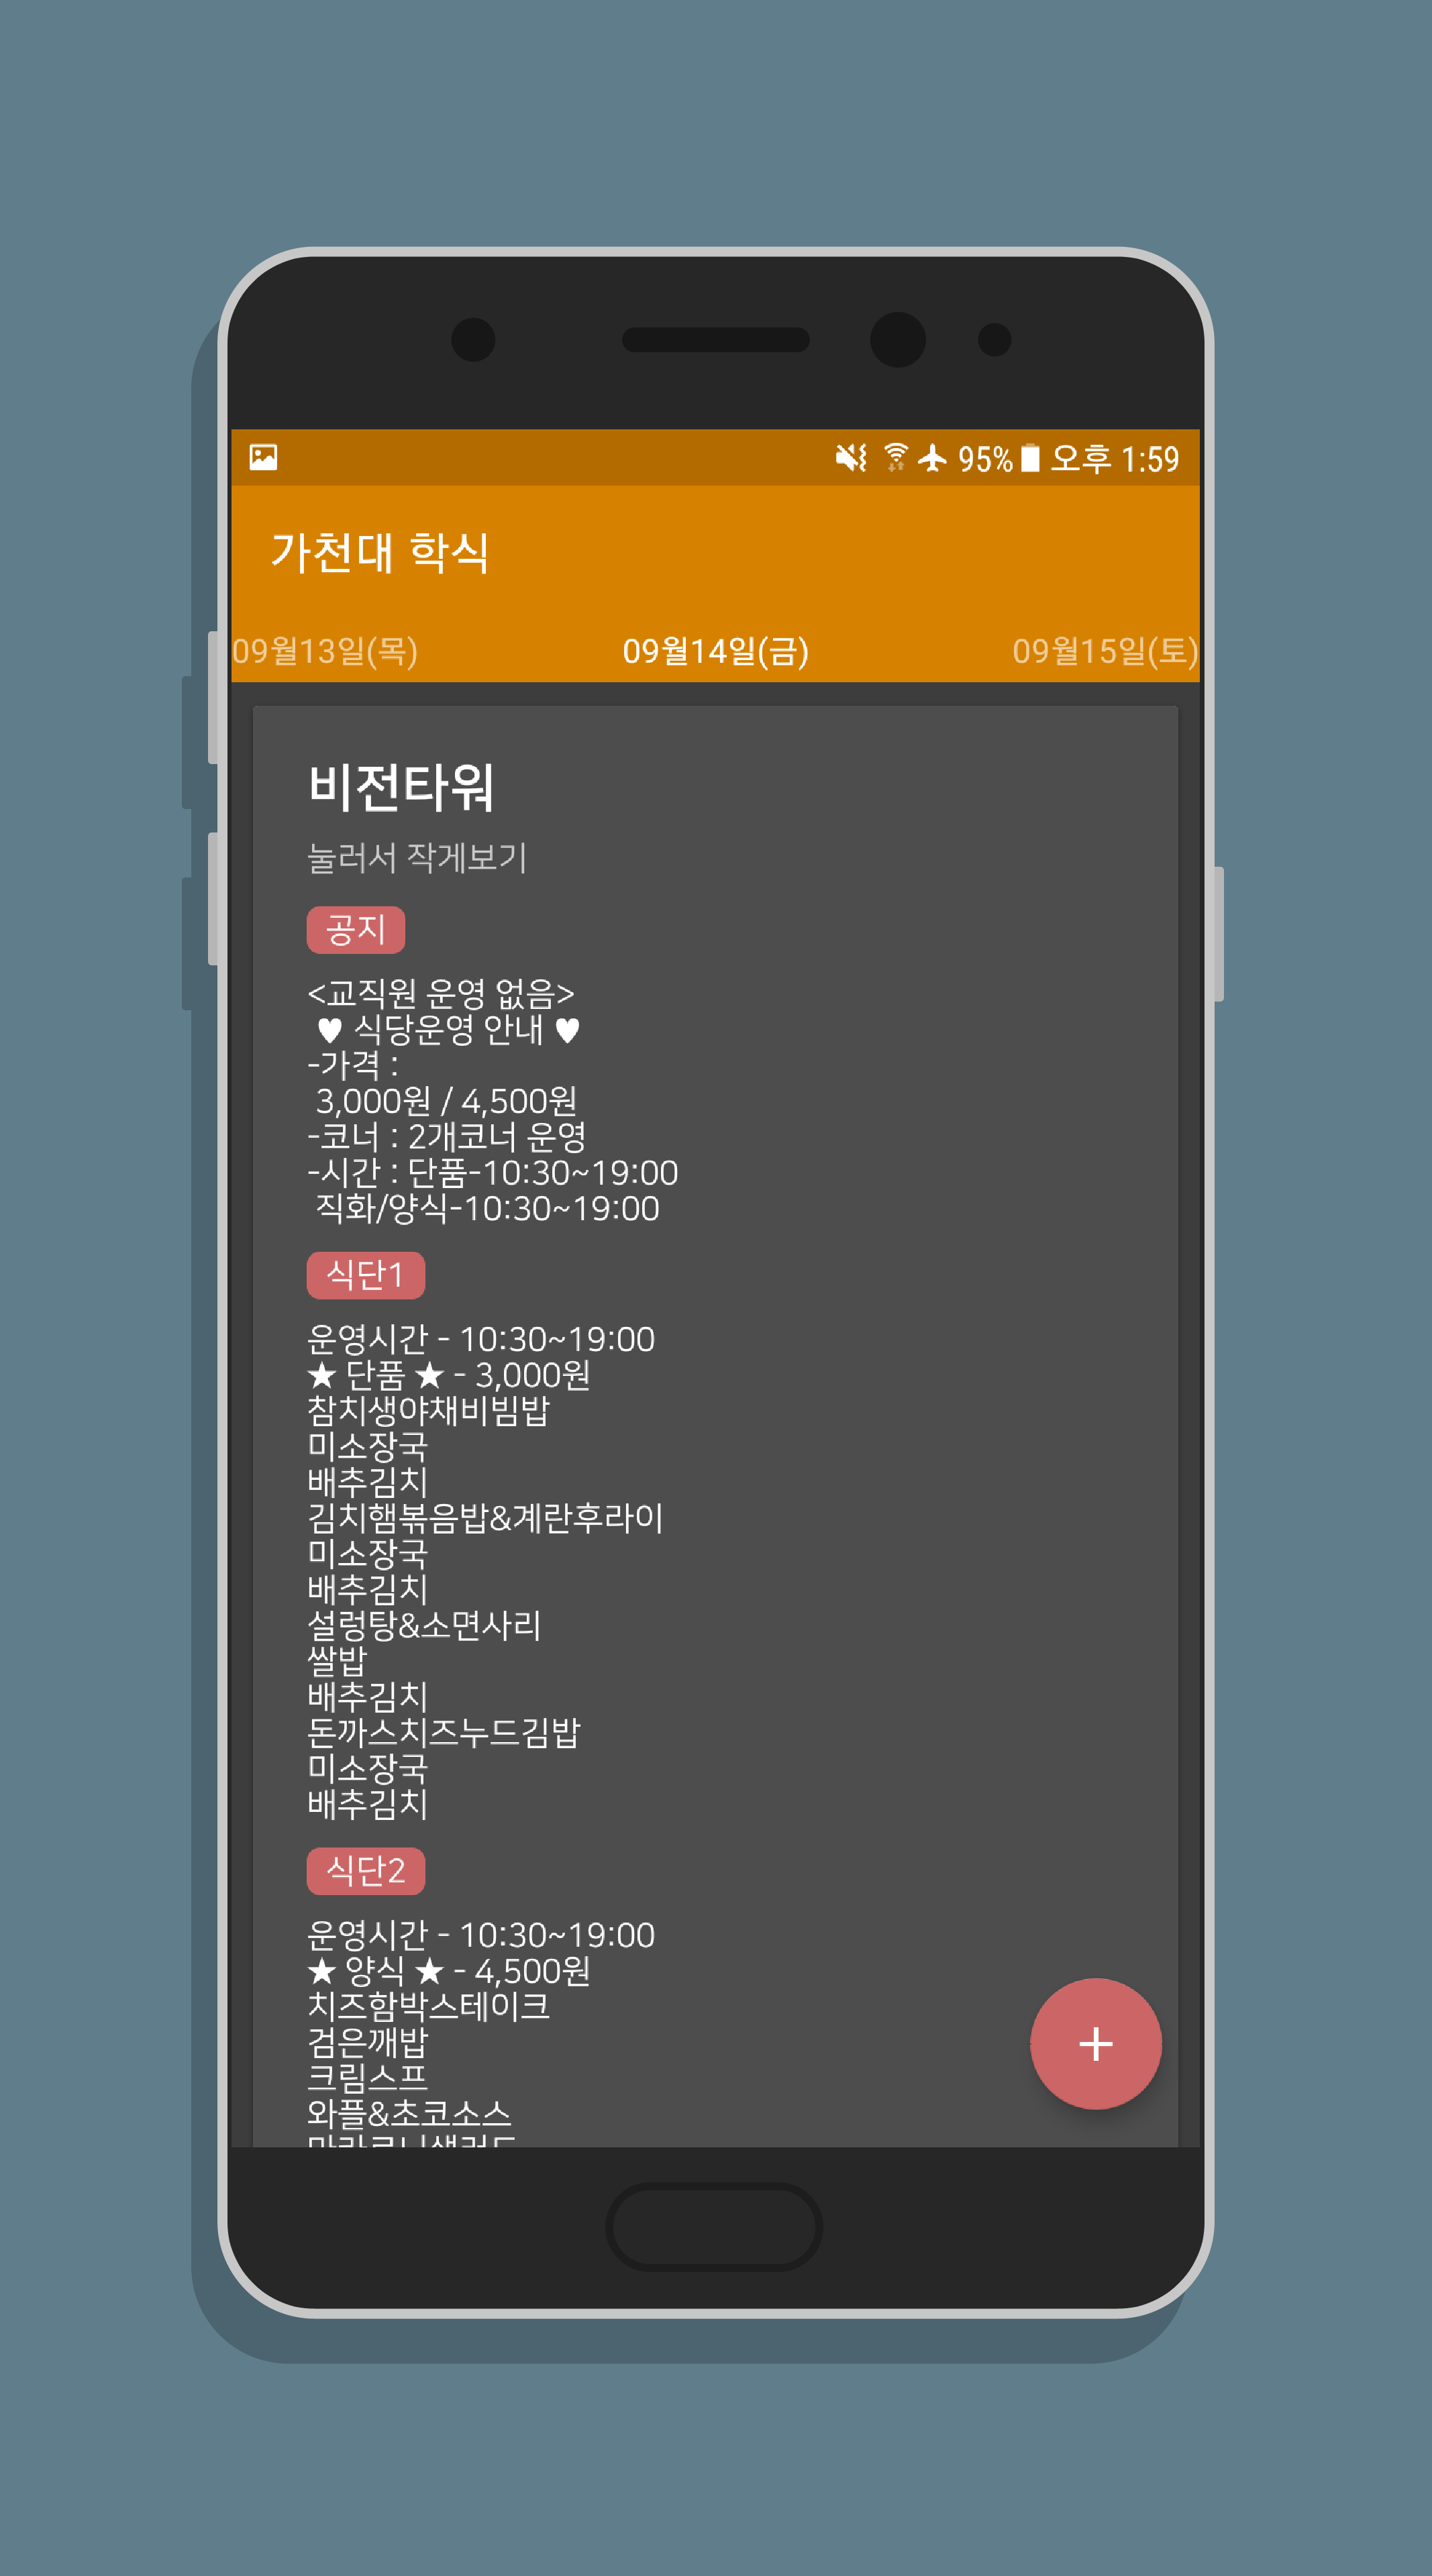 95% 오후 1:59
가천대 학식
09월13일(목) 09월14일(금) 09월15일(토)
비전타워
눌러서 작게보기
공지
<교직원 운영 없음>
♥ 식당운영 안내 ♥
-가격 :
3,000원 / 4,500원
-코너 : 2개코너 운영
-시간 : 단품-10:30~19:00
직화/양식-10:30~19:00
식단1
운영시간 - 10:30~19:00
★ 단품 ★ - 3,000원
참치생야채비빔밥
미소장국
배추김치
김치햄볶음밥&계란후라이
미소장국
배추김치
설렁탕&소면사리
쌀밥
배추김치
돈까스치즈누드김밥
미소장국
배추김치
식단2
운영시간 - 10:30~19:00
★ 양식 ★ - 4,500원
치즈함박스테이크
검은깨밥
크림스프
와플&초코소스